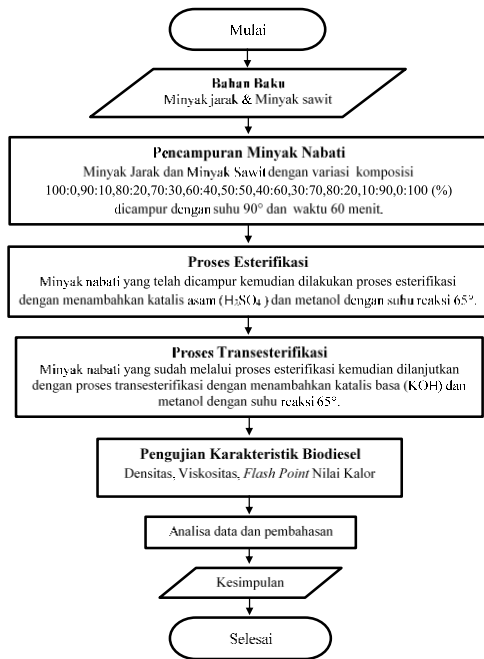 Mulai
Bahan Baku
Minyak jarak & Minyak sawit
Pencampuran Minyak Nabati
Minyak Jarak dan Minyak Sawit dengan variasi komposisi
100:0,90:10,80:20,70:30,60:40,50:50,40:60,30:70,80:20,10:90,0:100 (%)
dicampur dengan suhu 90° dan waktu 60 menit.
Proses Esterifikasi
Minyak nabati yang telah dicampur kemudian dilakukan proses esterifikasi
dengan menambahkan katalis asam (H₂SO₄ ) dan metanol dengan suhu reaksi 65°.
Proses Transesterifikasi
Minyak nabati yang sudah melalui proses esterifikasi kemudian dilanjutkan
dengan proses transesterifikasi dengan menambahkan katalis basa (KOH) dan
metanol dengan suhu reaksi 65°.
Pengujian Karakteristik Biodiesel
Densitas, Viskositas, Flash Point Nilai Kalor
Analisa data dan pembahasan
Kesimpulan
Selesai